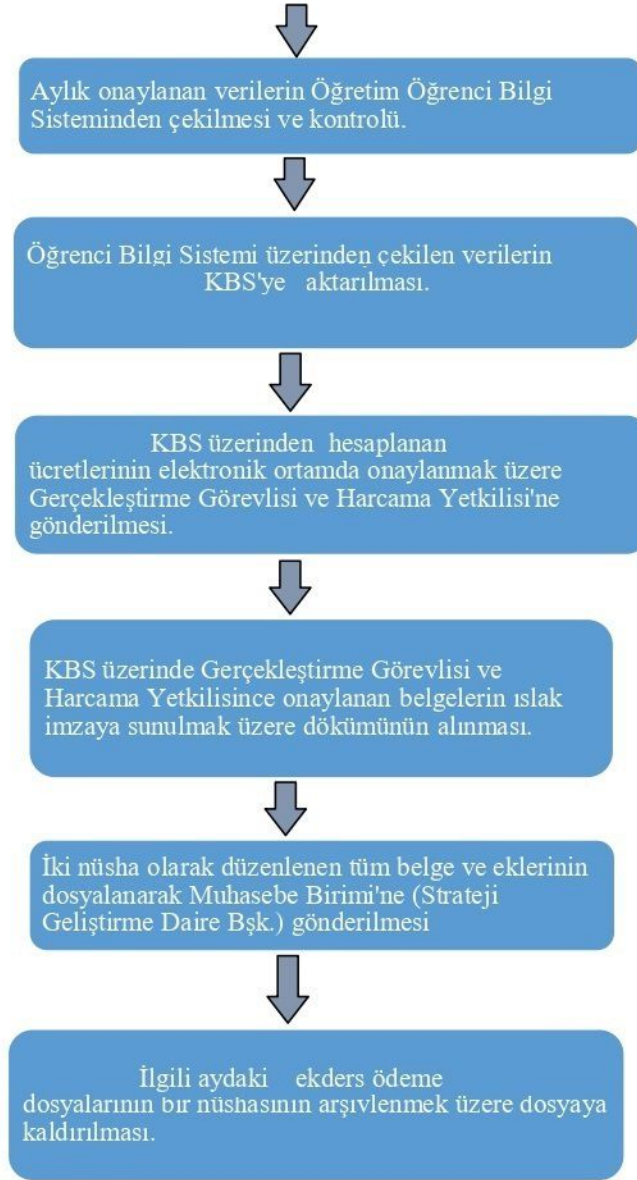 Aylık onaylanan verilerin Öğretim Öğrenci Bilgi
Sisteminden çekilmesi ve kontrolü.
Öğrenci Bilgi Sistemi üzerinden çekilen verilerin
KBS'ye aktarılması.
KBS üzerinden hesaplanan
ücretlerinin elektronik ortamda onaylanmak üzere
Gerçekleştirme Görevlisi ve Harcama Yetkilisi'ne
gönderilmesi.
KBS üzerinde Gerçekleştirme Görevlisi ve
Harcama Yetkilisince onaylanan belgelerin ıslak
imzaya sunulmak üzere dökümünün alınması.
İki nüsha olarak düzenlenen tüm belge ve eklerinin
dosyalanarak Muhasebe Birimi'ne (Strateji
Geliştirme Daire Bşk.) gönderilmesi
İlgili aydaki ekders ödeme
dosyalarının bir nüshasının arşivlenmek üzere dosyaya
kaldırılması.